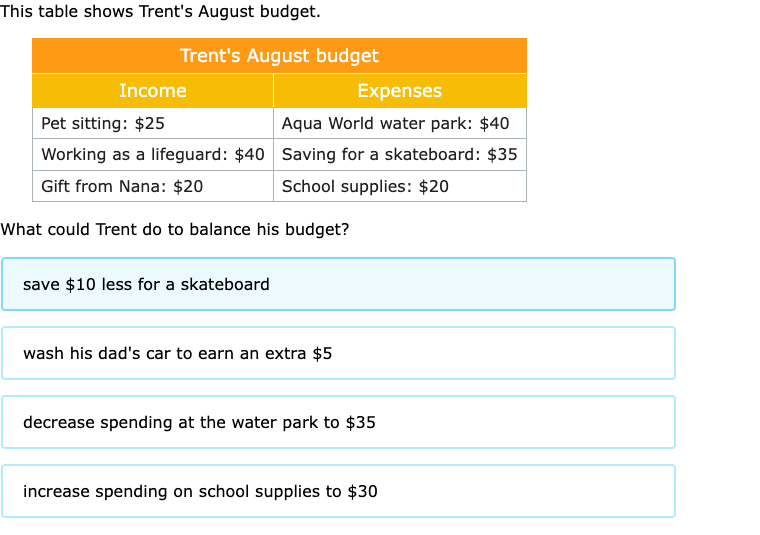 This table shows Trent's August budget.
Trent's August budget
Income Expenses
Pet sitting: $25 Aqua World water park: $40
Working as a lifeguard: $40 Saving for a skateboard: $35
Gift from Nana: $20 School supplies: $20
What could Trent do to balance his budget?
save $10 less for a skateboard
wash his dad's car to earn an extra $5
decrease spending at the water park to $35
increase spending on school supplies to $30